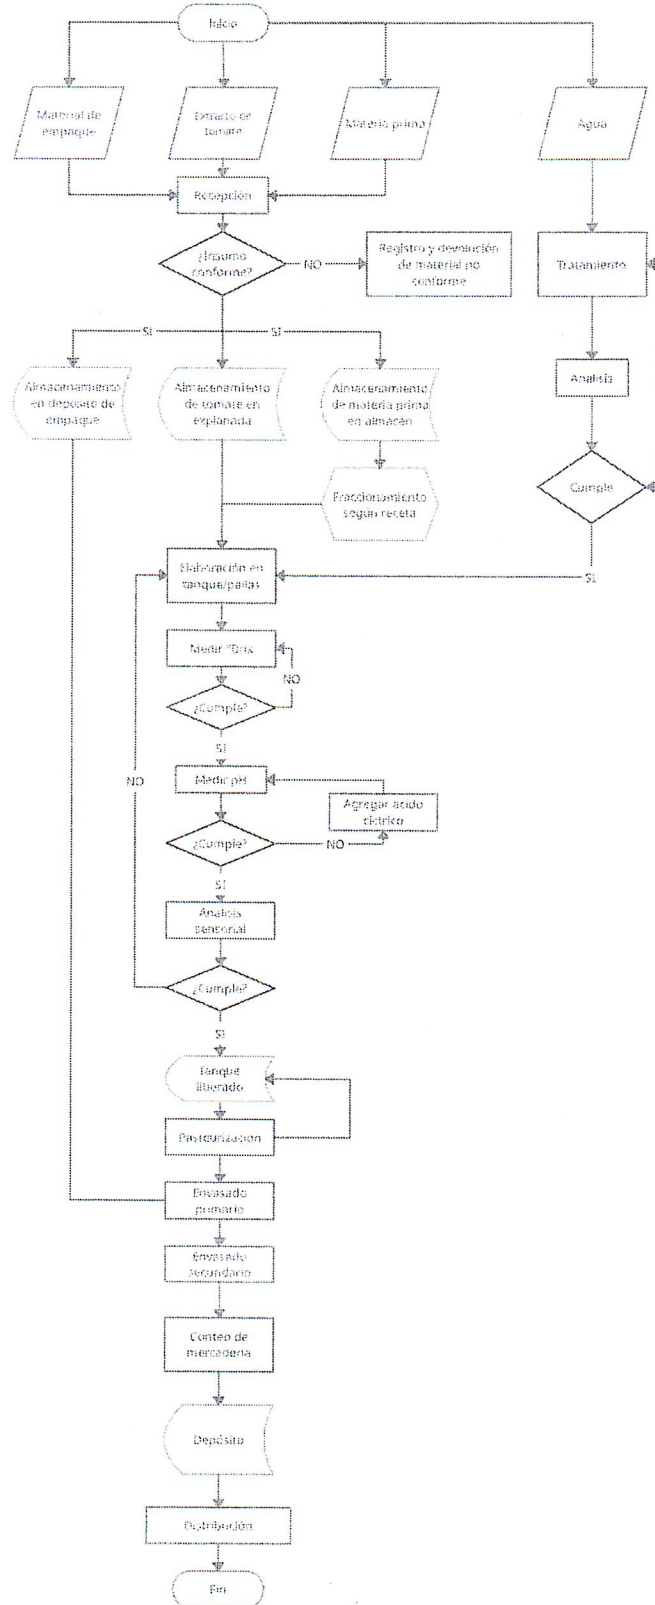 Inicio
Material de
empaque
Extracto de
tomate
Materia prima
Agua
Recepción
¿Insumo
conforme?
NO
Registro y devolución
de material no
conforme
Tratamiento
SI
SI
Almacenamiento
en depósito de
empaque
Almacenamiento
de tomate en
explanada
Almacenamiento
de materia prima
en almacén
Analisis
Fraccionamiento
según receta
Cumple
Elaboración en
tanque/pailas
SI
Medir °Brix
NO
¿Cumple?
SI
NO
Medir pH
Agregar acido
¿Cumple?
NO
SI
Analisis
sensorial
¿Cumple?
SI
Tanque
liberado
Pasteurización
Envasado
primario
Envasado
secundario
Conteo de
mercadería
Depósito
Distribución
Fin